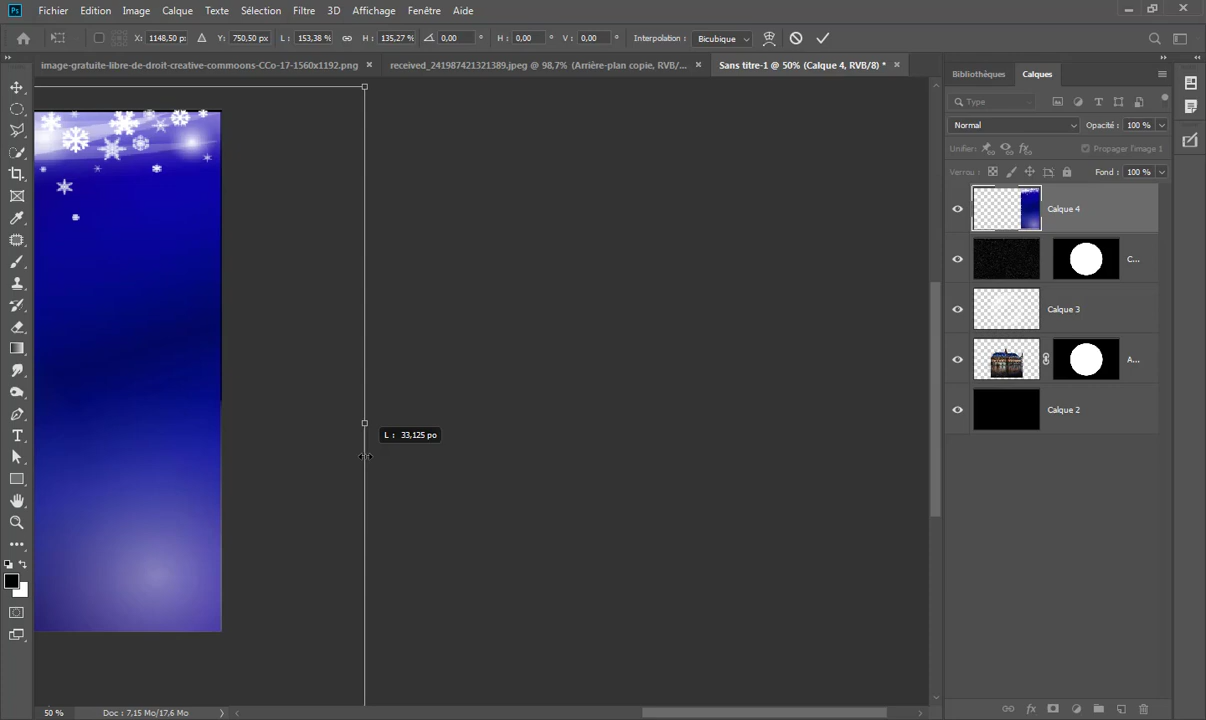 Ps Fichier Edition Image Calque Texte Sélection Filtre 3D Affichage Fenêtre Aide
X: 1148,50 px Y: 750,50 px L: 153,38 % H: 135,27 % 0,00 ° H: 0,00 ° V: 0,00 ° Interpolation : Bicubique
image-gratuite-libre-de-droit-creative-commoons-CCo-17-1560x1192.png × received_241987421321389.jpeg @ 98,7% (Arrière-plan copie, RVB/... × Sans titre-1 @ 50% (Calque 4, RVB/8) * ×
Bibliothèques Calques
Type
Normal Opacité : 100 %
Unifier : Propager l'image 1
Verrou : Fond : 100 %
Calque 4
C...
Calque 3
A...
Calque 2
L : 33,125 po
T
50 % Doc : 7,15 Mo/17,6 Mo
fx